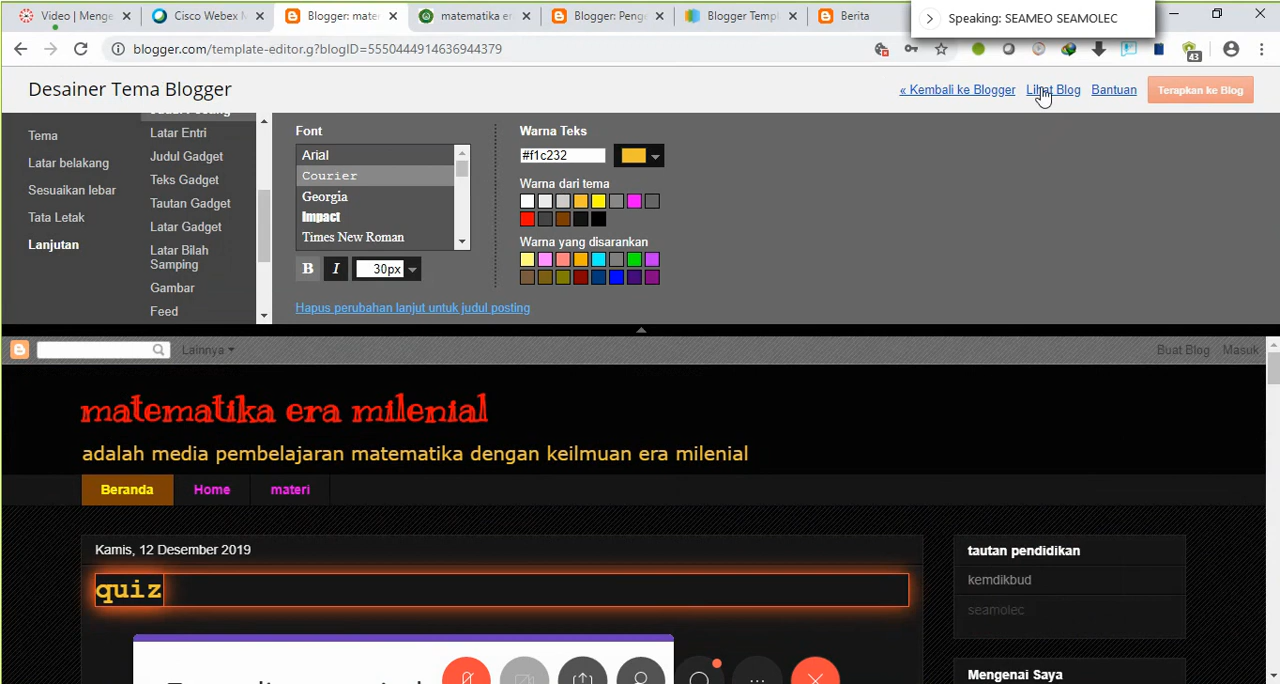 Video | Meng
Cisco Webex M
Blogger: mate
matematika er
Blogger: Peng
Blogger Temp
Berita
Speaking: SEAMEO SEAMOLEC
blogger.com/template-editor.g?blogID=5550444914636944379
43
Desainer Tema Blogger
« Kembali ke Blogger
Lihat Blog
Bantuan
Terapkan ke Blog
Tema
Latar belakang
Sesuaikan lebar
Tata Letak
Lanjutan
Latar Entri
Judul Gadget
Teks Gadget
Tautan Gadget
Latar Gadget
Latar Bilah
Samping
Gambar
Feed
Font
Arial
Courier
Georgia
Impact
Times New Roman
B
I
30px
Hapus perubahan lanjut untuk judul posting
Warna Teks
#f1c232
Warna dari tema
Warna yang disarankan
Lainnya
Buat Blog
Masuk
matematika era milenial
adalah media pembelajaran matematika dengan keilmuan era milenial
Beranda
Home
materi
Kamis, 12 Desember 2019
quiz
tautan pendidikan
kemdikbud
seamolec
Mengenai Saya